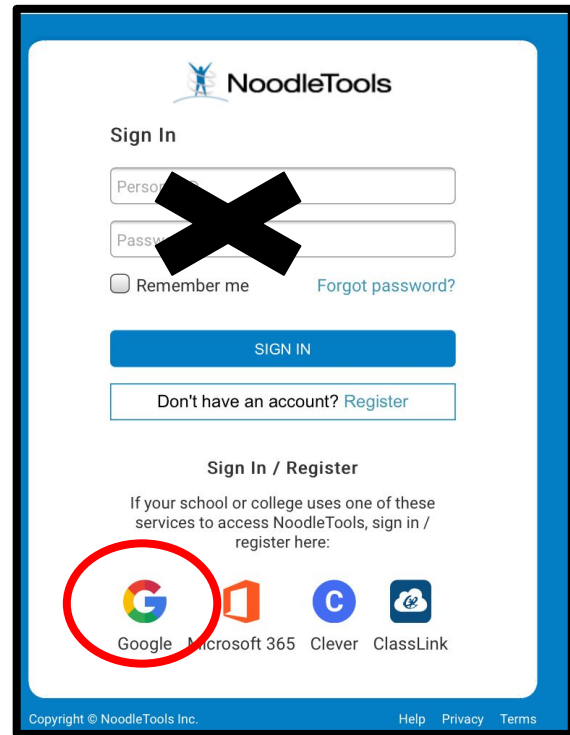 NoodleTools
Sign In
Remember me
Forgot password?
SIGN IN
Don't have an account? Register
Sign In / Register
If your school or college uses one of these
services to access NoodleTools, sign in /
register here:
Google Microsoft 365 Clever ClassLink
Copyright © NoodleTools Inc. Help Privacy Terms